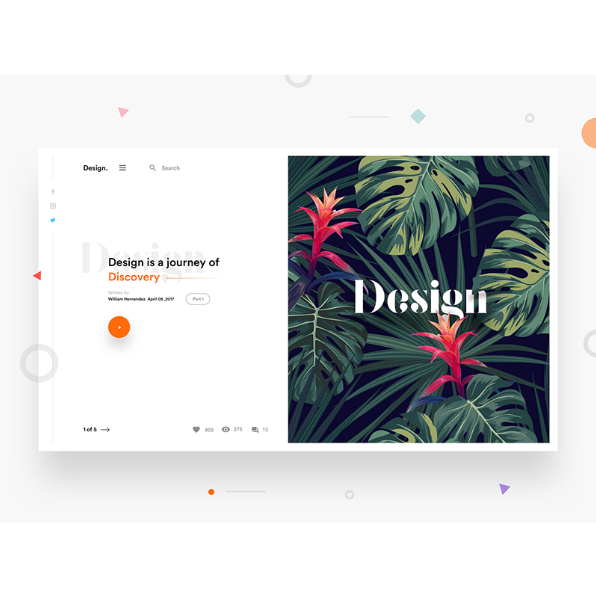 Design.
Search
Design
Design is a journey of
Discovery
Written by
William Hernandez. April 05 ,2017
Part 1
1 of 5
400
275
12
Design